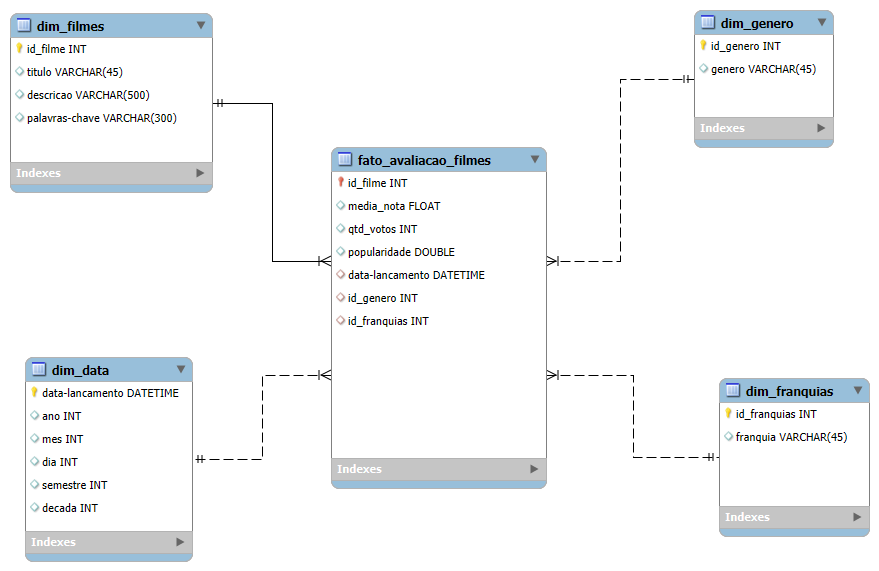 dim_filmes
id_filme INT
titulo VARCHAR(45)
descricao VARCHAR(500)
palavras-chave VARCHAR(300)
Indexes
dim_genero
id_genero INT
genero VARCHAR(45)
Indexes
fato_avaliacao_filmes
id_filme INT
media_nota FLOAT
qtd_votos INT
popularidade DOUBLE
data-lancamento DATETIME
id_genero INT
id_franquias INT
Indexes
dim_data
data-lancamento DATETIME
ano INT
mes INT
dia INT
semestre INT
decada INT
Indexes
dim_franquias
id_franquias INT
franquia VARCHAR(45)
Indexes